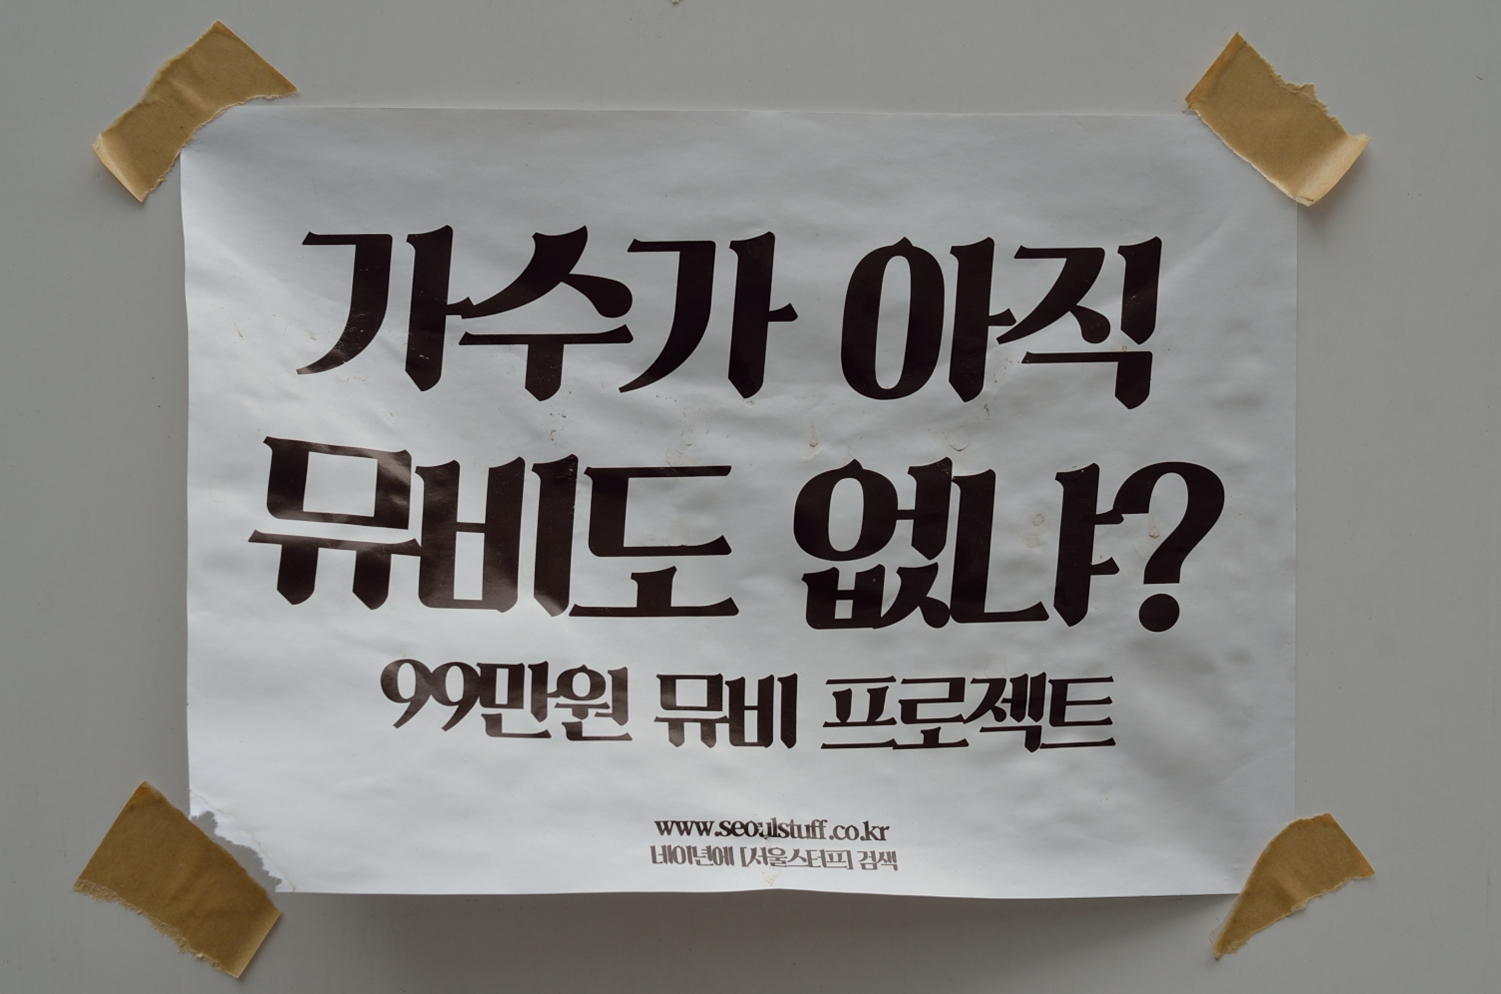 가수가 아직
뮤비도 없냐?
99만원 뮤비 프로젝트
www.seoulstuff.co.kr
네이년에 [서울스터프] 검색